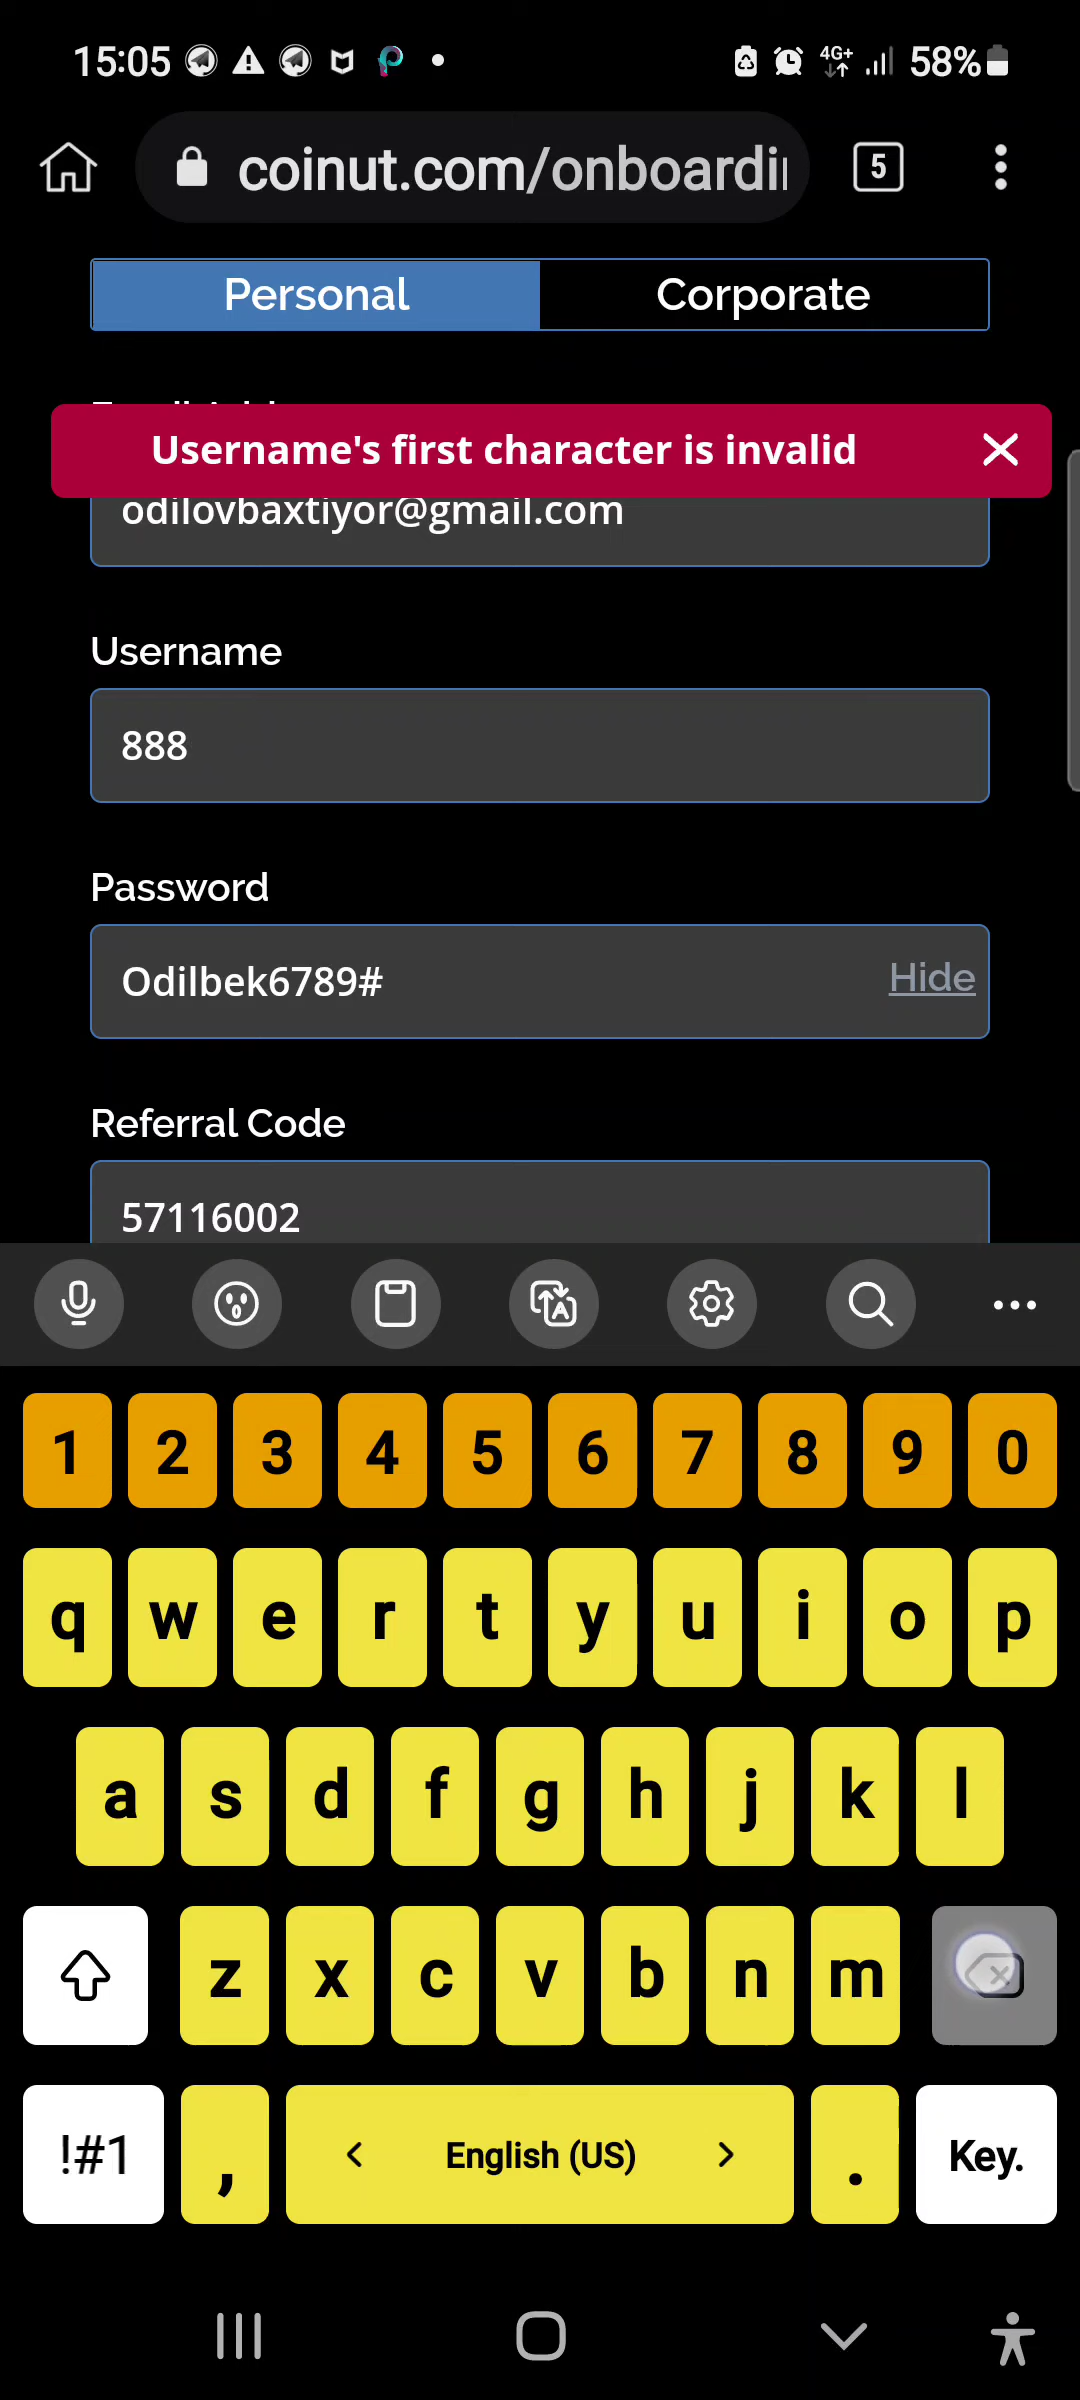 15:05
4G+
58%
coinut.com/onboardin
5
Personal
Corporate
Username's first character is invalid
odilovbaxtiyor@gmail.com
Username
888
Password
Odilbek6789#
Hide
Referral Code
57116002
1 2 3 4 5 6 7 8 9 0
q w e r t y u i o p
a s d f g h j k l
z x c v b n m
!#1 , < English (US) > . Key.